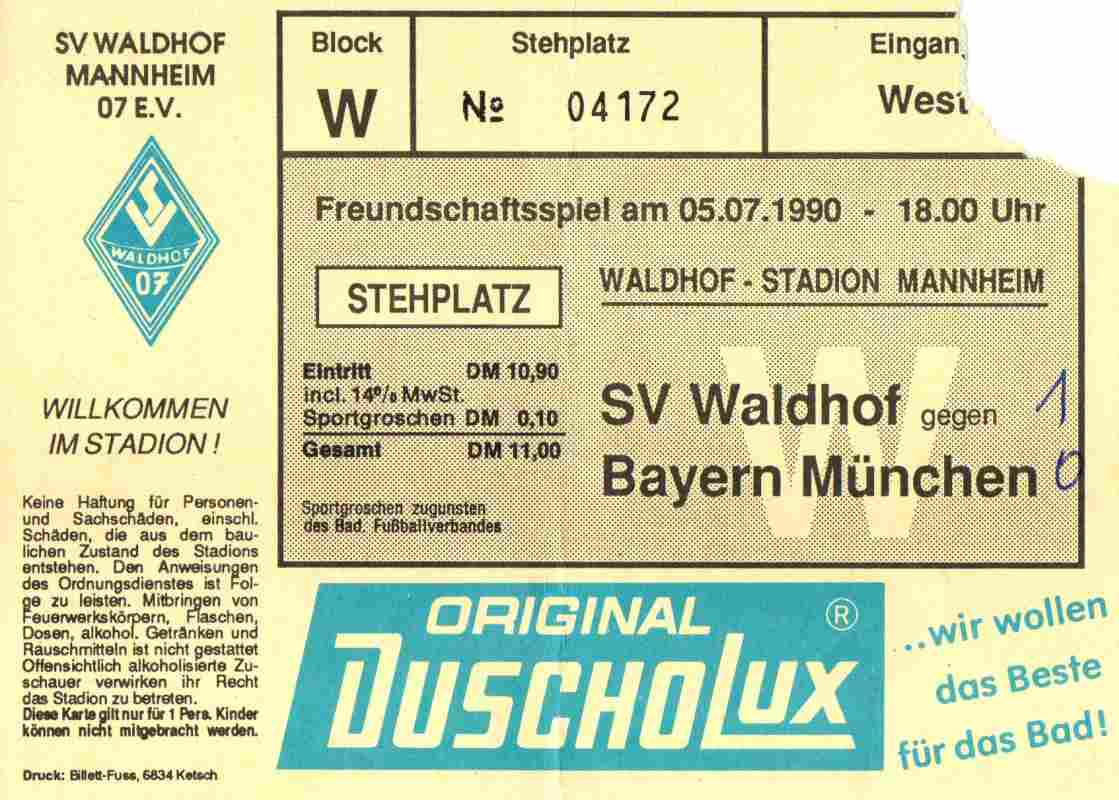 SV WALDHOF
MANNHEIM
07 E.V.
SV
WALDHOF
07
WILLKOMMEN
IM STADION !
Keine Haftung für Personen-
und Sachschäden, einschl.
Schäden, die aus dem bau-
lichen Zustand des Stadions
entstehen. Den Anweisungen
des Ordnungsdienstes ist Fol-
ge zu leisten. Mitbringen von
Feuerwerkskörpern, Flaschen,
Dosen, alkohol. Getränken und
Rauschmitteln ist nicht gestattet
Offensichtlich alkoholisierte Zu-
schauer verwirken ihr Recht
das Stadion zu betreten.
Diese Karte gilt nur für 1 Pers. Kinder
können nicht mitgebracht werden.
Druck: Billett-Fuss, 6834 Ketsch
Block
W
Stehplatz
№ 04172
Eingan
West
Freundschaftsspiel am 05.07.1990 - 18.00 Uhr
STEHPLATZ
WALDHOF - STADION MANNHEIM
Eintritt DM 10,90
incl. 14% MwSt.
Sportgroschen DM 0,10
Gesamt DM 11,00
Sportgroschen zugunsten
des Bad. Fußballverbandes
W
SV Waldhof gegen 1
Bayern München 0
ORIGINAL ®
DUSCHOLUX
...wir wollen
das Beste
für das Bad!